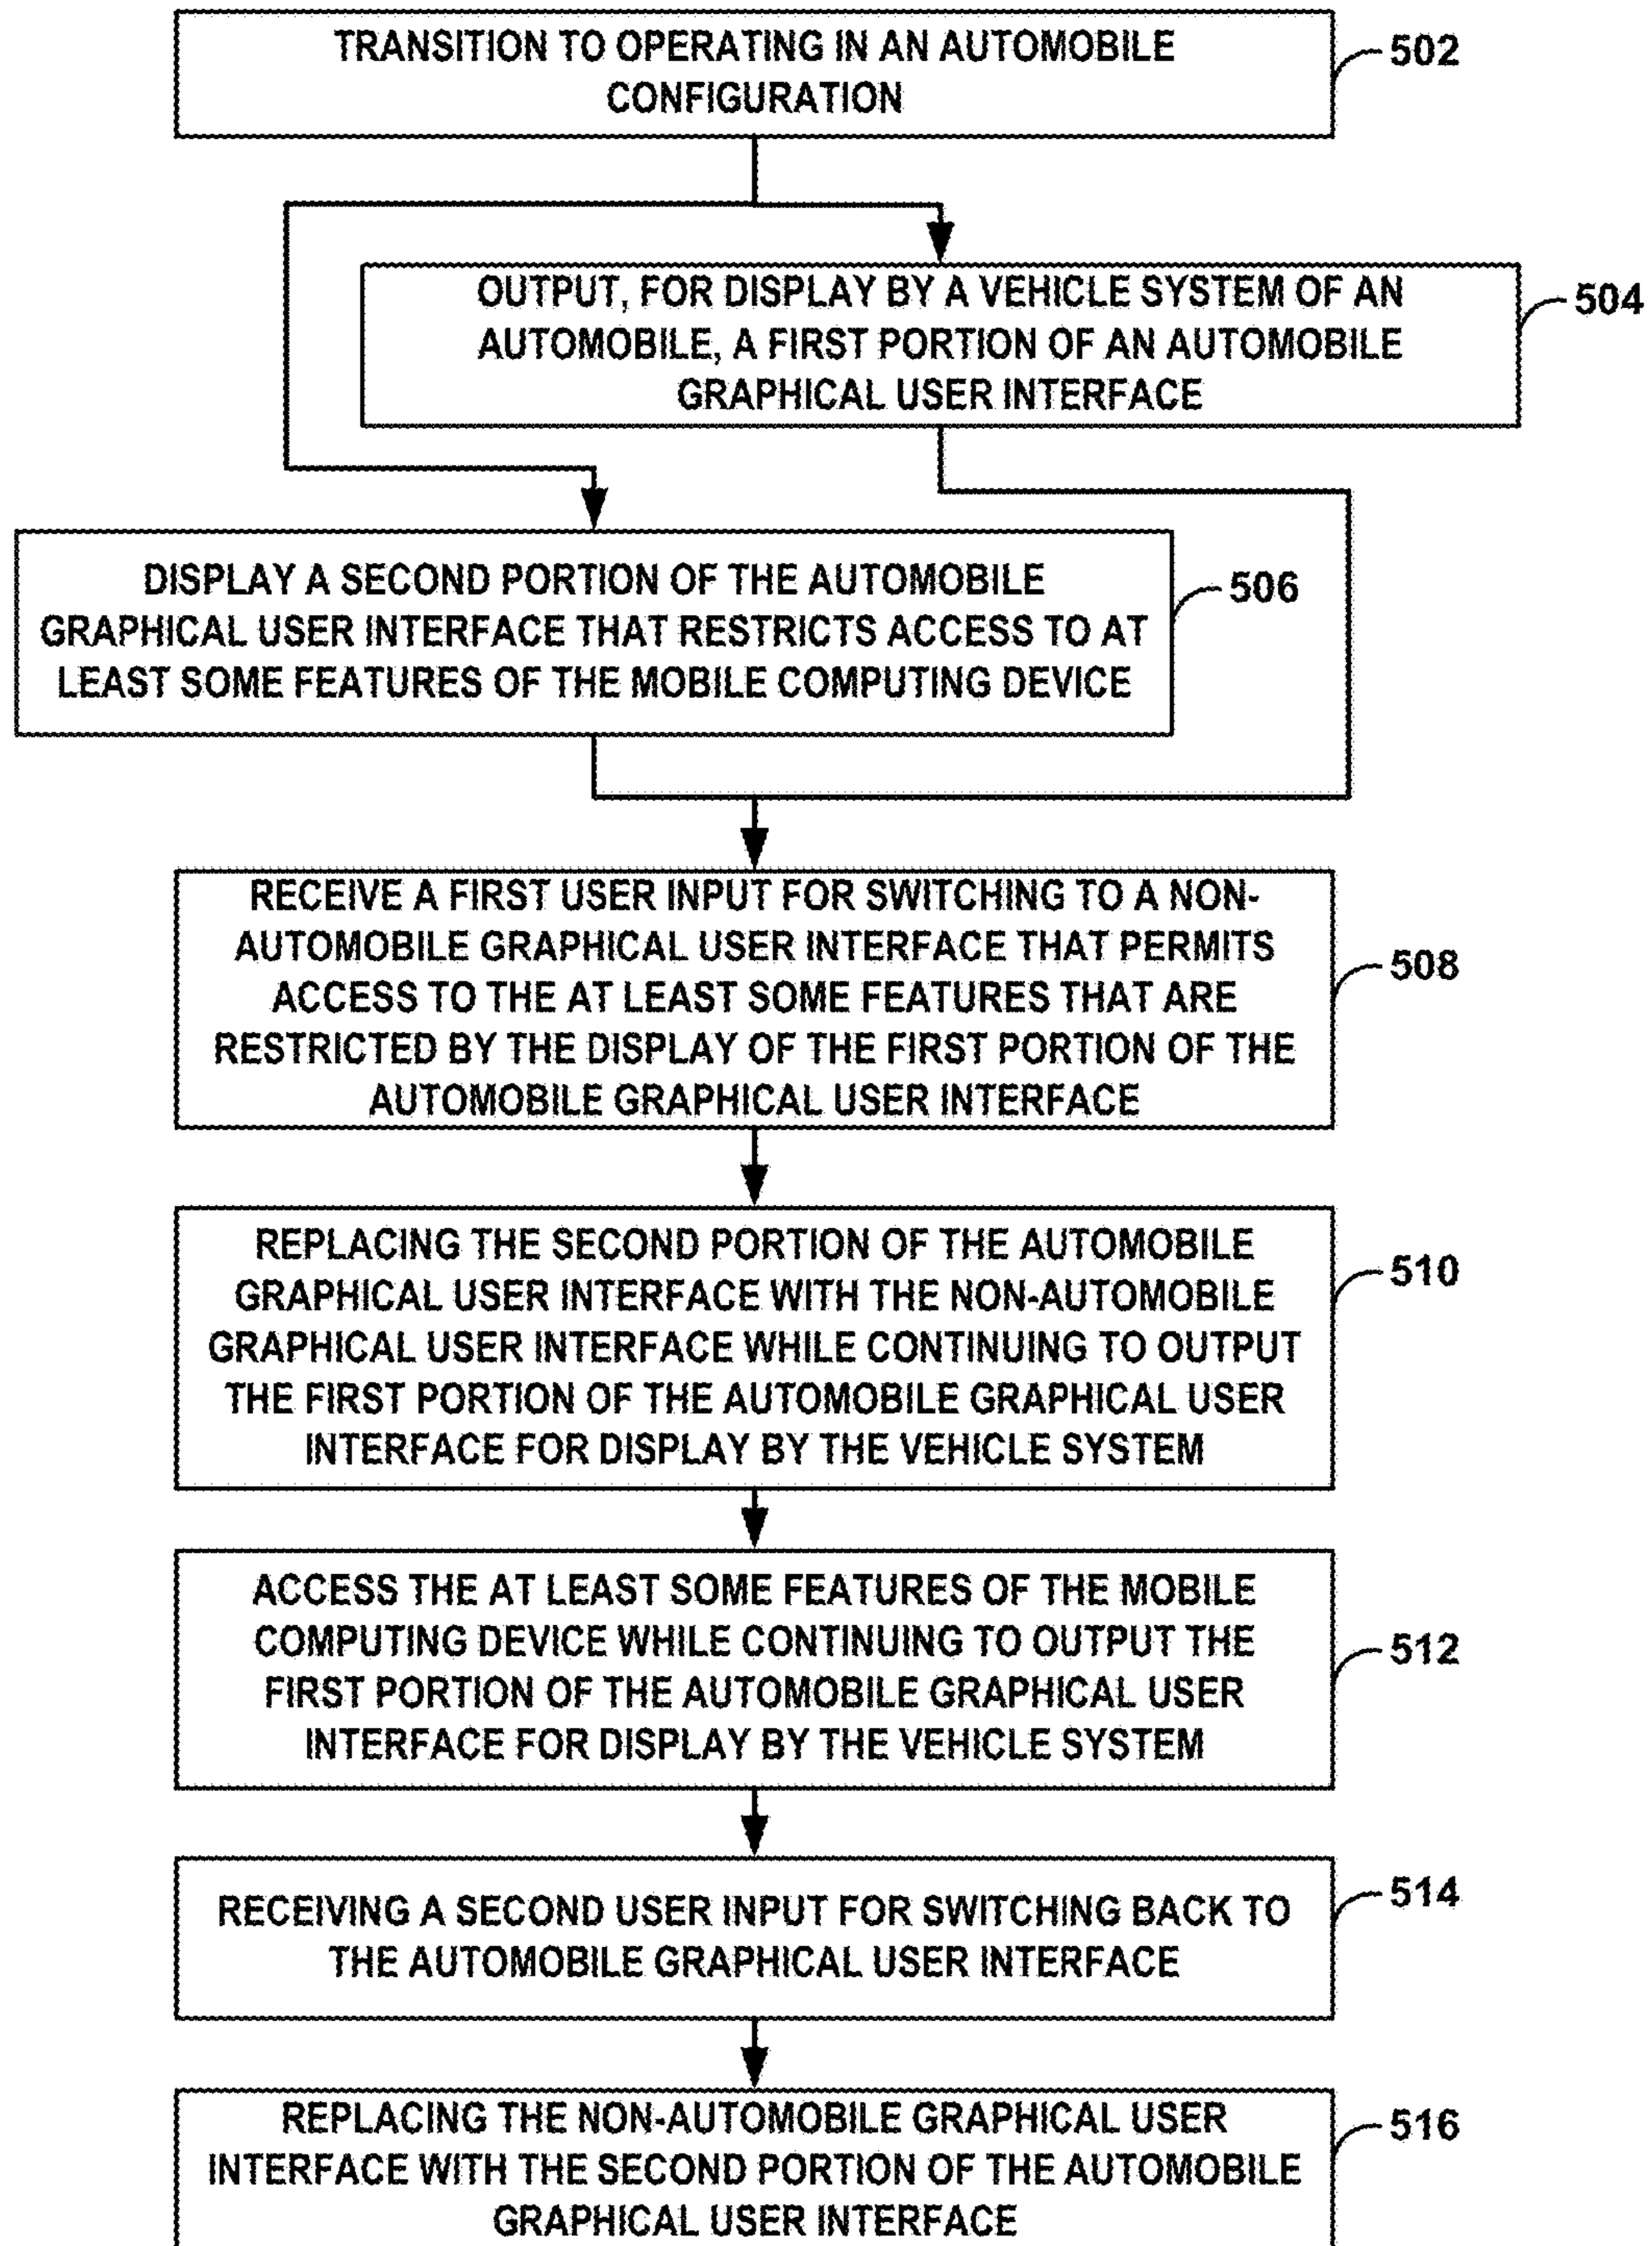 TRANSITION TO OPERATING IN AN AUTOMOBILE
CONFIGURATION
502
OUTPUT, FOR DISPLAY BY A VEHICLE SYSTEM OF AN
AUTOMOBILE, A FIRST PORTION OF AN AUTOMOBILE
GRAPHICAL USER INTERFACE
504
DISPLAY A SECOND PORTION OF THE AUTOMOBILE
GRAPHICAL USER INTERFACE THAT RESTRICTS ACCESS TO AT
LEAST SOME FEATURES OF THE MOBILE COMPUTING DEVICE
506
RECEIVE A FIRST USER INPUT FOR SWITCHING TO A NON-
AUTOMOBILE GRAPHICAL USER INTERFACE THAT PERMITS
ACCESS TO THE AT LEAST SOME FEATURES THAT ARE
RESTRICTED BY THE DISPLAY OF THE FIRST PORTION OF THE
AUTOMOBILE GRAPHICAL USER INTERFACE
508
REPLACING THE SECOND PORTION OF THE AUTOMOBILE
GRAPHICAL USER INTERFACE WITH THE NON-AUTOMOBILE
GRAPHICAL USER INTERFACE WHILE CONTINUING TO OUTPUT
THE FIRST PORTION OF THE AUTOMOBILE GRAPHICAL USER
INTERFACE FOR DISPLAY BY THE VEHICLE SYSTEM
510
ACCESS THE AT LEAST SOME FEATURES OF THE MOBILE
COMPUTING DEVICE WHILE CONTINUING TO OUTPUT THE
FIRST PORTION OF THE AUTOMOBILE GRAPHICAL USER
INTERFACE FOR DISPLAY BY THE VEHICLE SYSTEM
512
RECEIVING A SECOND USER INPUT FOR SWITCHING BACK TO
THE AUTOMOBILE GRAPHICAL USER INTERFACE
514
REPLACING THE NON-AUTOMOBILE GRAPHICAL USER
INTERFACE WITH THE SECOND PORTION OF THE AUTOMOBILE
GRAPHICAL USER INTERFACE
516